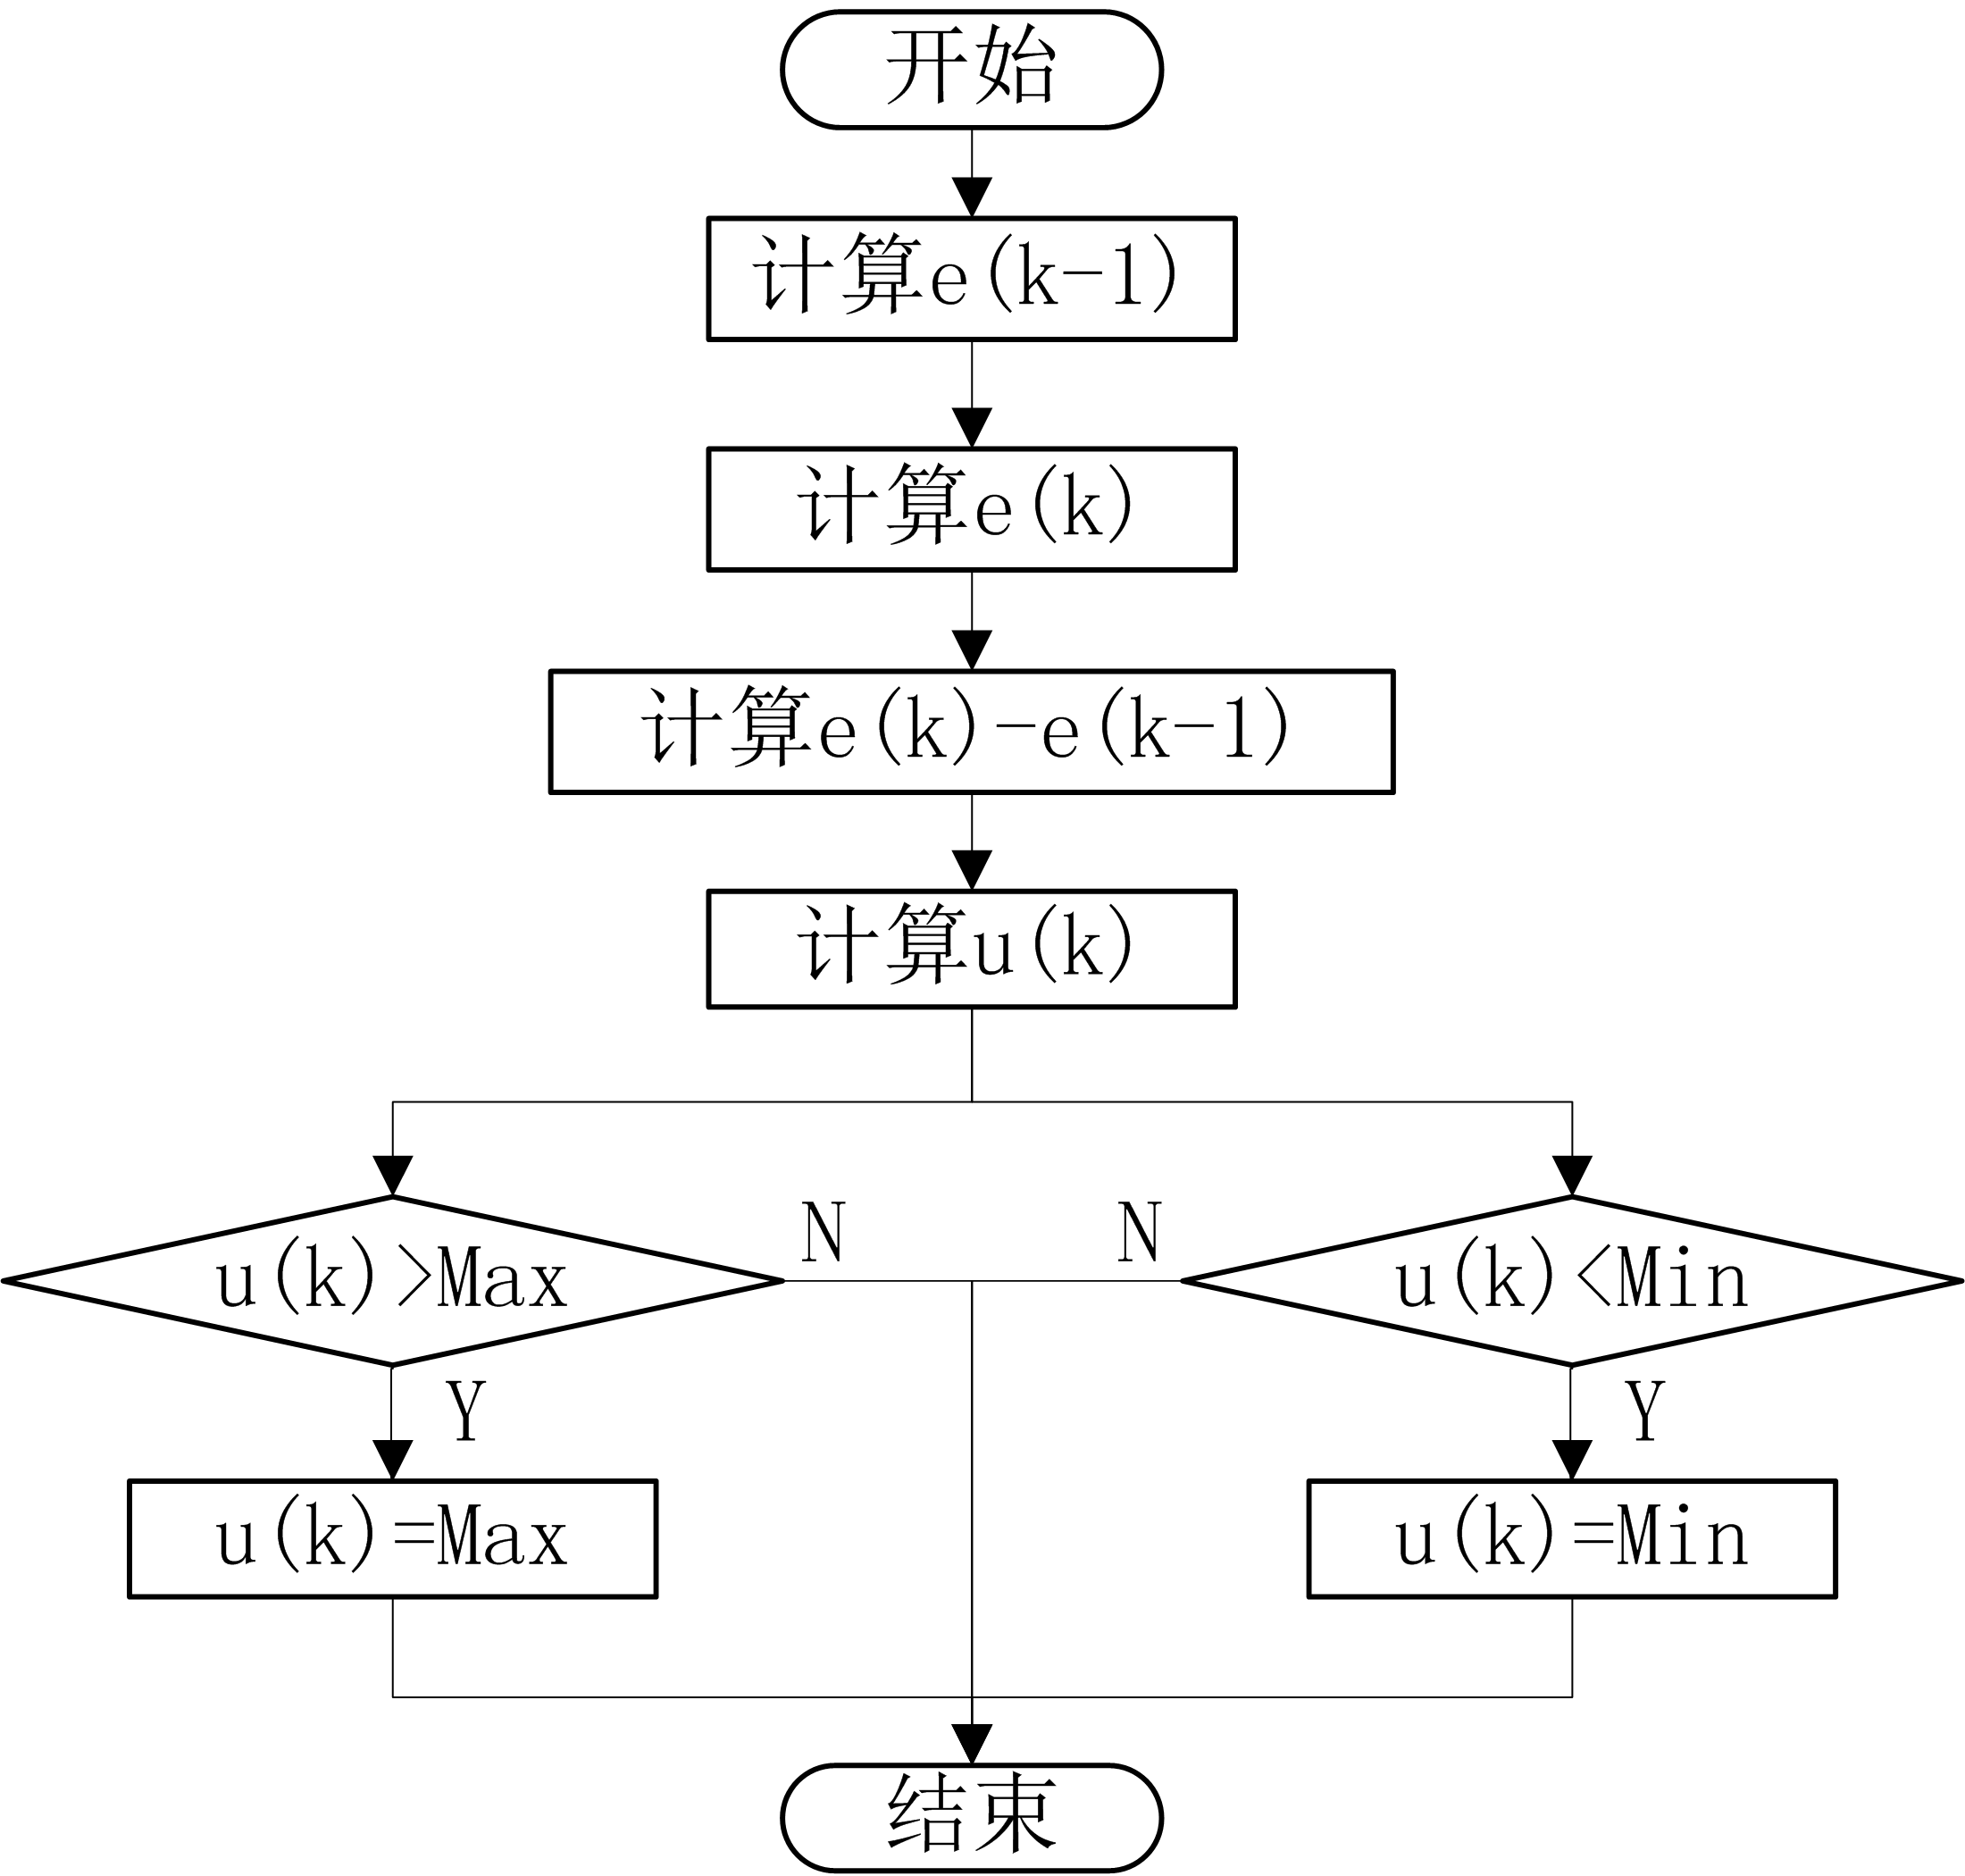 开始
计算e(k-1)
计算e(k)
计算e(k)-e(k-1)
计算u(k)
N
N
u(k)>Max
u(k)<Min
Y
Y
u(k)=Max
u(k)=Min
结束